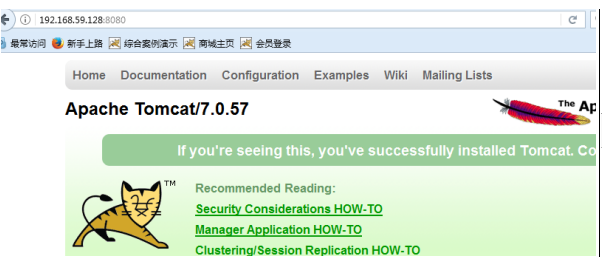 192.168.59.128:8080
最常访问 新手上路 综合案例演示 商城主页 会员登录
Home Documentation Configuration Examples Wiki Mailing Lists
Apache Tomcat/7.0.57
The Ap
If you're seeing this, you've successfully installed Tomcat. Co
TM
Recommended Reading:
Security Considerations HOW-TO
Manager Application HOW-TO
Clustering/Session Replication HOW-TO